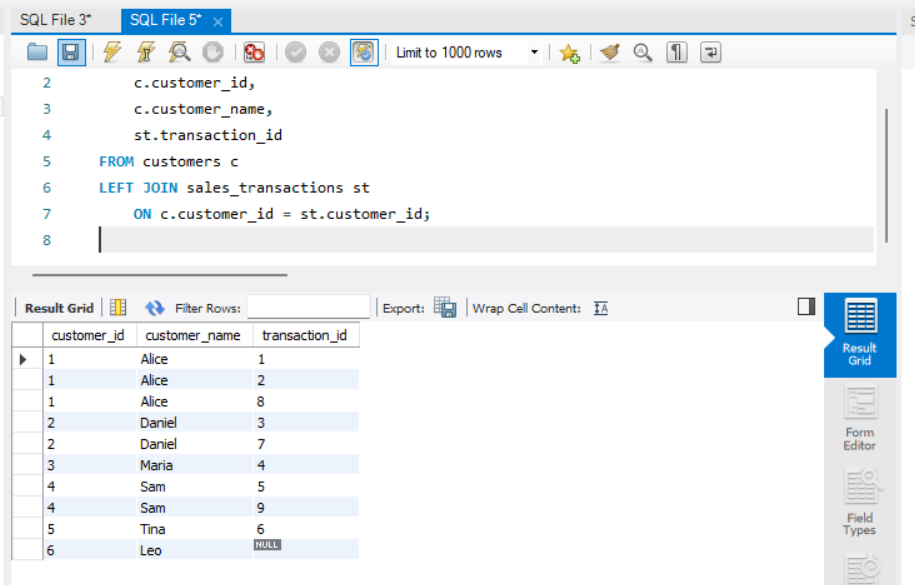 SQL File 3* SQL File 5* ×
Limit to 1000 rows
2 c.customer_id,
3 c.customer_name,
4 st.transaction_id
5 FROM customers c
6 LEFT JOIN sales_transactions st
7 ON c.customer_id = st.customer_id;
8
Result Grid Filter Rows: Export: Wrap Cell Content: IA
customer_id customer_name transaction_id
1 Alice 1
1 Alice 2
1 Alice 8
2 Daniel 3
2 Daniel 7
3 Maria 4
4 Sam 5
4 Sam 9
5 Tina 6
6 Leo NULL
Result
Grid
Form
Editor
Field
Types